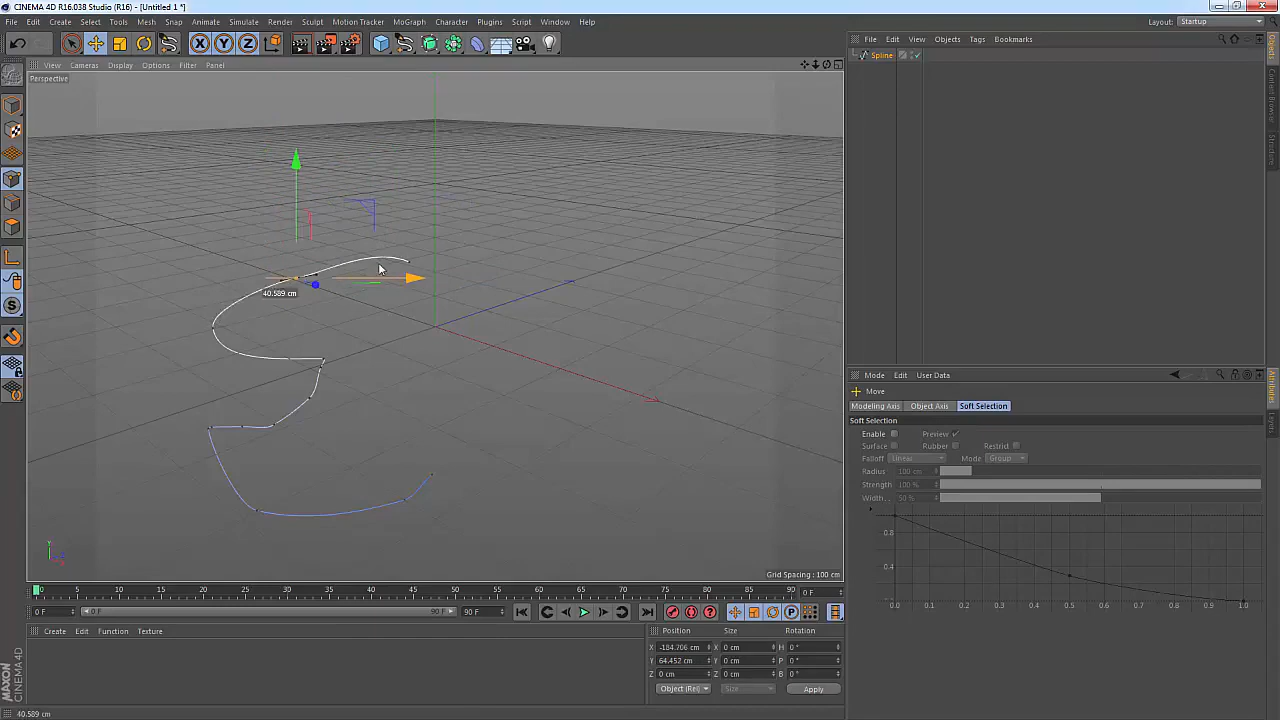 CINEMA 4D R16.038 Studio (R16) - [Untitled 1 *]
File Edit Create Select Tools Mesh Snap Animate Simulate Render Sculpt Motion Tracker MoGraph Character Plugins Script Window Help
Layout: Startup
X Y Z
File Edit View Objects Tags Bookmarks
View Cameras Display Options Filter Panel
Perspective
Spline
40.589 cm
Grid Spacing : 100 cm
Y
Objects
Content Browser
Structure
Mode Edit User Data
Move
Modeling Axis Object Axis Soft Selection
Soft Selection
Enable Preview
Surface Rubber Restrict
Falloff Linear Mode Group
Radius 100 cm
Strength 100 %
Width... 50 %
0.8
0.4
0.0 0.1 0.2 0.3 0.4 0.5 0.6 0.7 0.8 0.9 1.0
Attributes
Layers
0 5 10 15 20 25 30 35 40 45 50 55 60 65 70 75 80 85 90 0 F
0 F 0 F 90 F 90 F
Create Edit Function Texture
Position Size Rotation
X -184.706 cm X 0 cm H 0 °
Y 64.452 cm Y 0 cm P 0 °
Z 0 cm Z 0 cm B 0 °
Object (Rel) Size Apply
MAXON
CINEMA 4D
40.589 cm